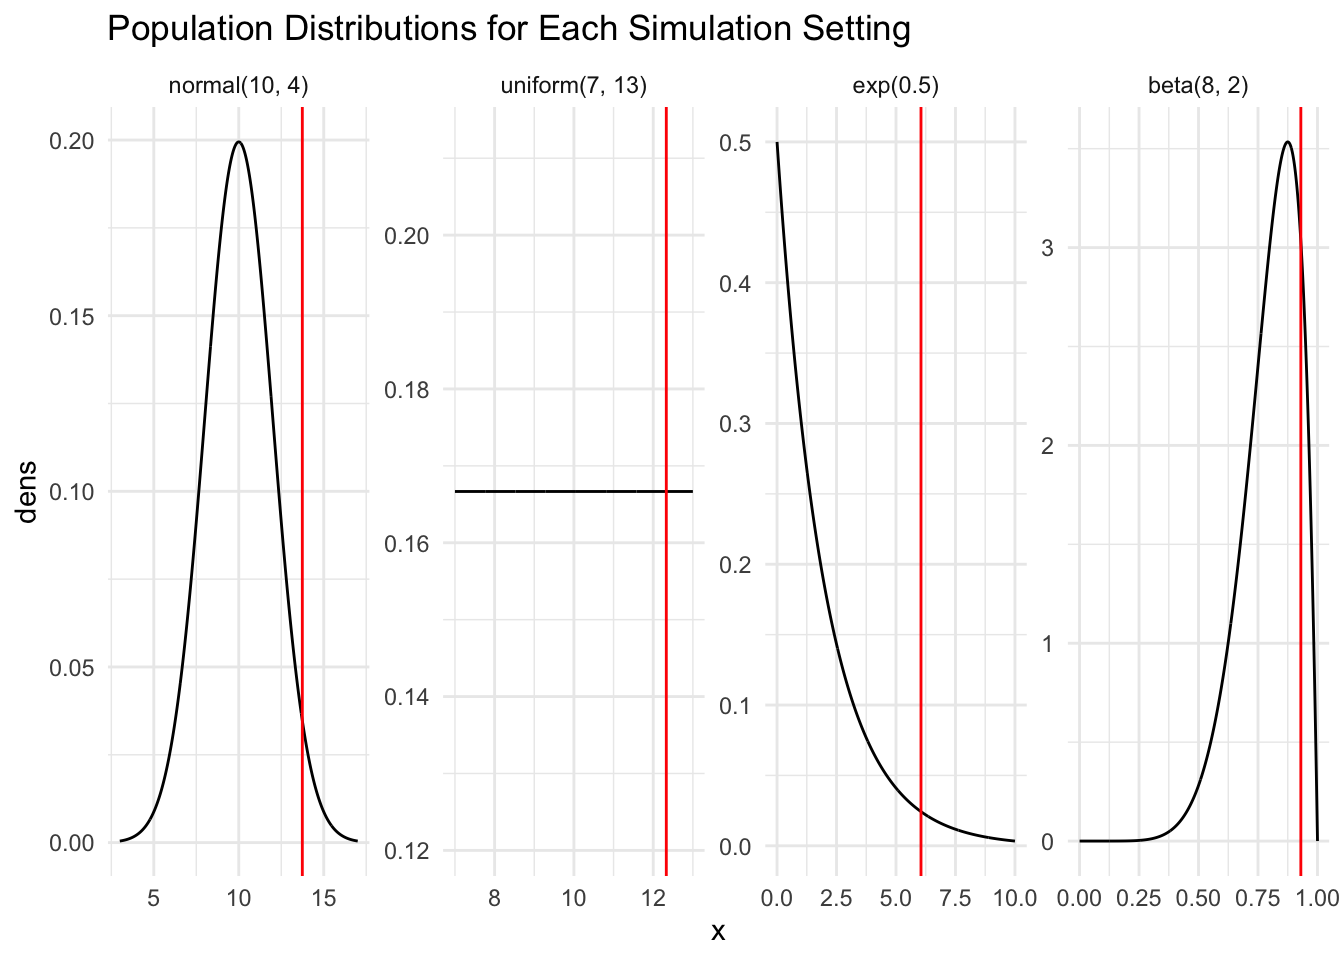 Population Distributions for Each Simulation Setting
normal(10, 4) uniform(7, 13) exp(0.5) beta(8, 2)
dens
0.20
0.15
0.10
0.05
0.00
5 10 15
0.20
0.18
0.16
0.14
0.12
8 10 12
0.5
0.4
0.3
0.2
0.1
0.0
0.0 2.5 5.0 7.5 10.0
3
2
1
0
0.00 0.25 0.50 0.75 1.00
x